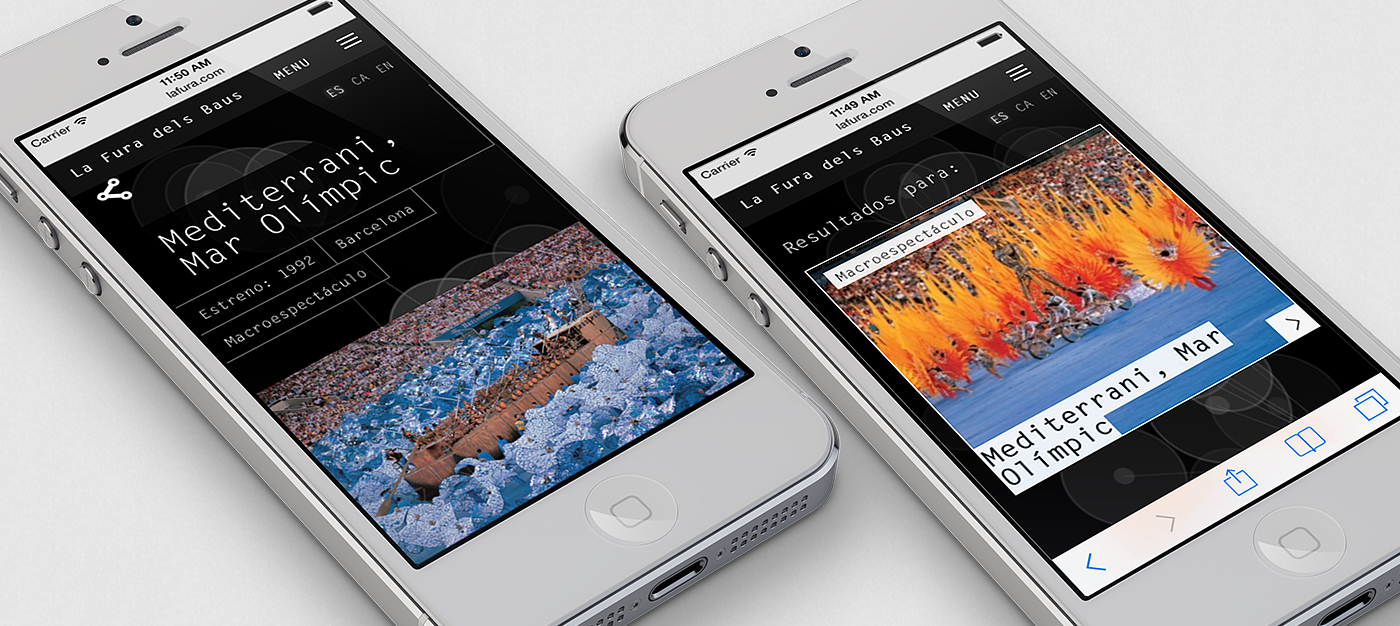 Carrier
11:50 AM
lafura.com
La Fura dels Baus
MENU
ES CA EN
Mediterrani,
Mar Olímpic
Estreno: 1992
Barcelona
Macroespectáculo
Carrier
11:49 AM
lafura.com
La Fura dels Baus
MENU
ES CA EN
Resultados para:
Macroespectáculo
Mediterrani, Mar
Olímpic